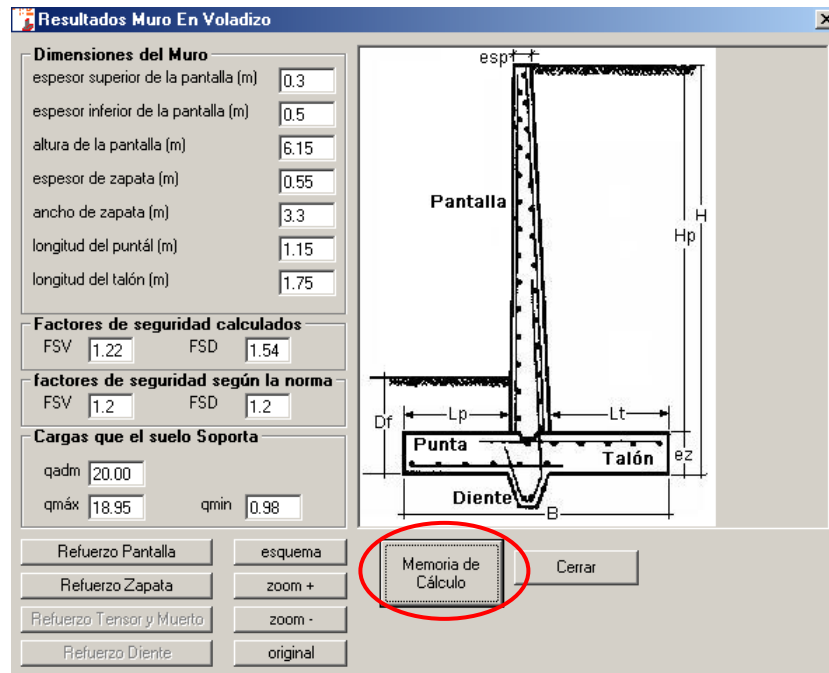 Resultados Muro En Voladizo
Dimensiones del Muro
espesor superior de la pantalla (m) 0.3
espesor inferior de la pantalla (m) 0.5
altura de la pantalla (m) 6.15
espesor de zapata (m) 0.55
ancho de zapata (m) 3.3
longitud del puntál (m) 1.15
longitud del talón (m) 1.75
Factores de seguridad calculados
FSV 1.22 FSD 1.54
factores de seguridad según la norma
FSV 1.2 FSD 1.2
Cargas que el suelo Soporta
qadm 20.00
qmáx 18.95 qmin 0.98
esp
Pantalla
H
Hp
Df
Lp
Lt
Punta
Talón
ez
Diente
B
Refuerzo Pantalla
esquema
Refuerzo Zapata
zoom +
Refuerzo Tensor y Muerto
zoom -
Refuerzo Diente
original
Memoria de
Cálculo
Cerrar